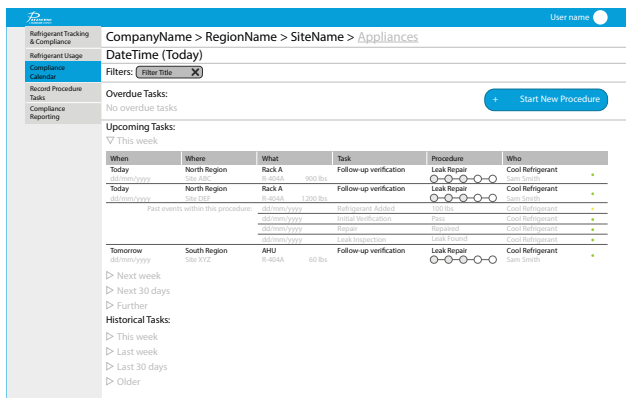 User name
Refrigerant Tracking
& Compliance
Refrigerant Usage
Compliance
Calendar
Record Procedure
Tasks
Compliance
Reporting
CompanyName > RegionName > SiteName > Appliances
DateTime (Today)
Filters: Filter Title X
Overdue Tasks:
No overdue tasks
+ Start New Procedure
Upcoming Tasks:
This week
When Where What Task Procedure Who
Today North Region Rack A Follow-up verification Leak Repair Cool Refrigerant
dd/mm/yyyy Site ABC R-404A 900 lbs Sam Smith
Today North Region Rack A Follow-up verification Leak Repair Cool Refrigerant
dd/mm/yyyy Site DEF R-404A 1200 lbs Sam Smith
Past events within this procedure: dd/mm/yyyy Refrigerant Added 100 lbs Cool Refrigerant
dd/mm/yyyy Initial Verification Pass Cool Refrigerant
dd/mm/yyyy Repair Repaired Cool Refrigerant
dd/mm/yyyy Leak Inspection Leak Found Cool Refrigerant
Tomorrow South Region AHU Follow-up verification Leak Repair Cool Refrigerant
dd/mm/yyyy Site XYZ R-404A 60 lbs Sam Smith
Next week
Next 30 days
Further
Historical Tasks:
This week
Last week
Last 30 days
Older